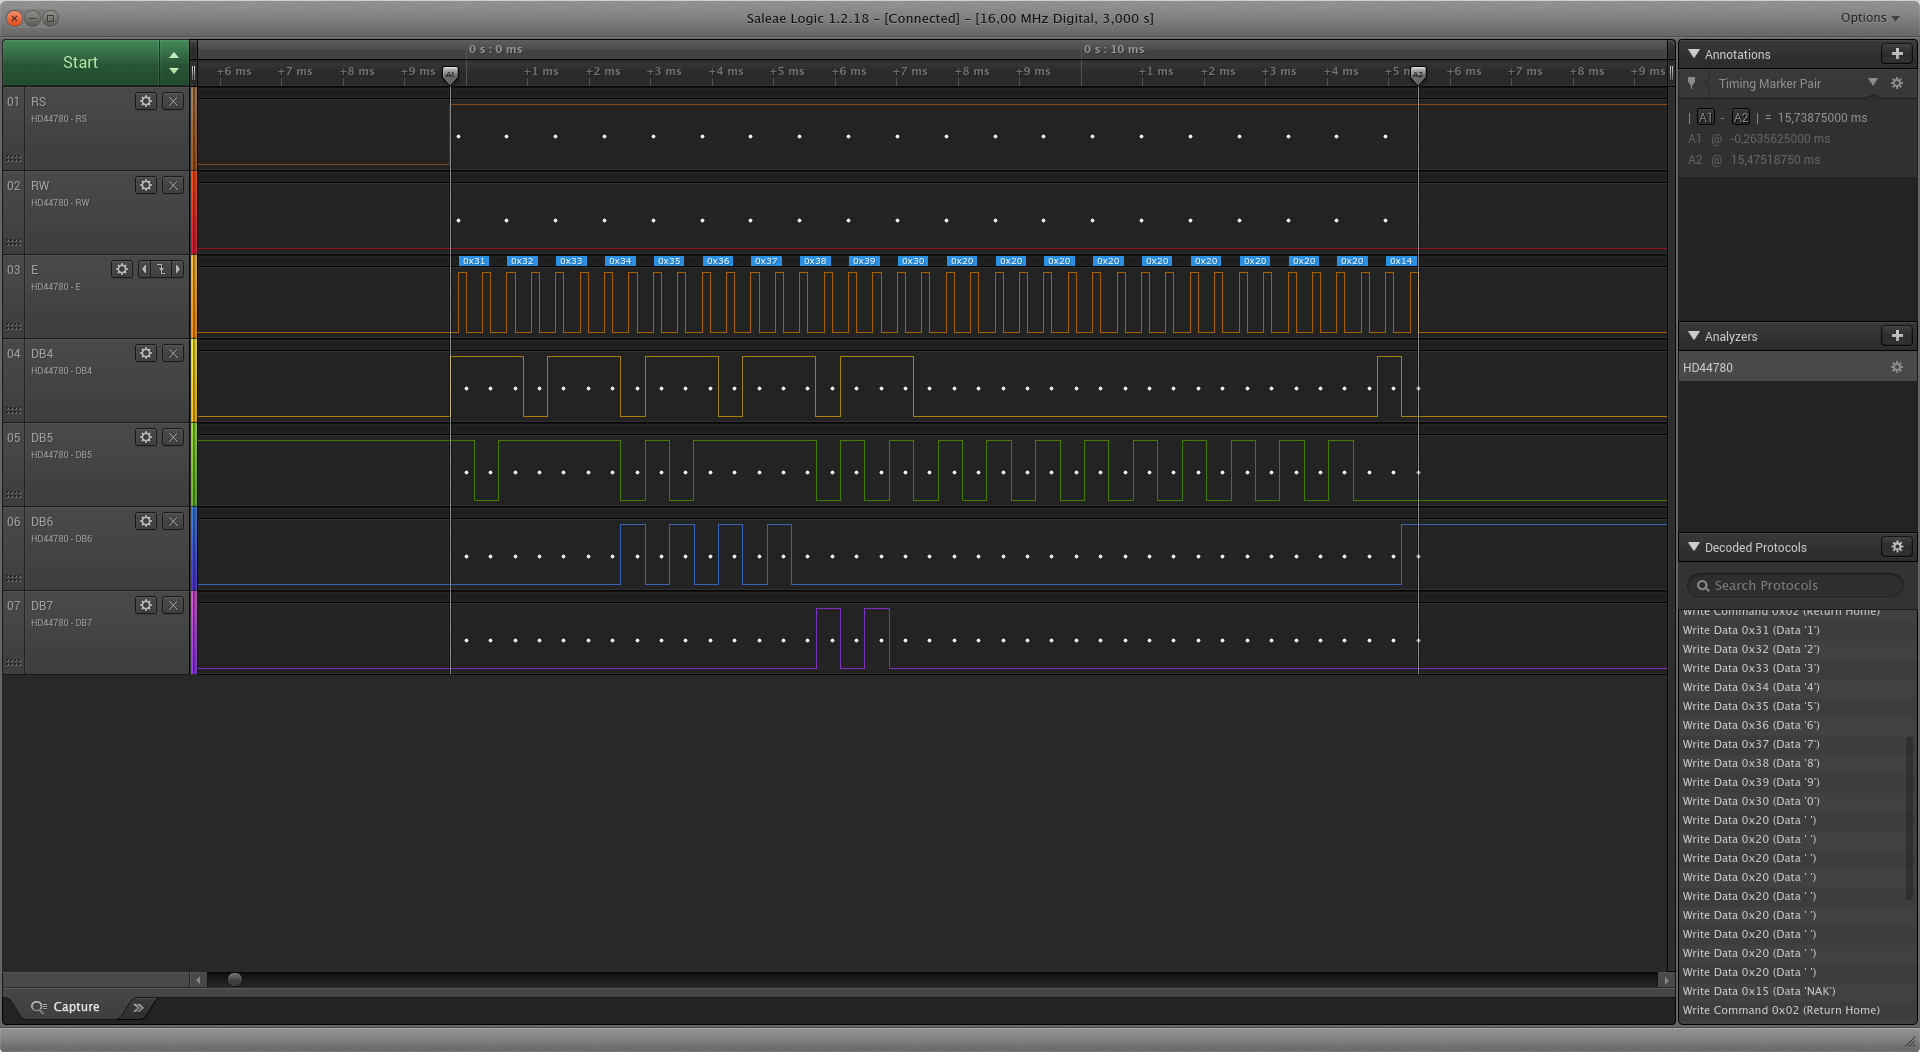 Saleae Logic 1.2.18 – [Connected] – [16,00 MHz Digital, 3,000 s]
Options
Start
0 s : 0 ms
0 s : 10 ms
+6 ms +7 ms +8 ms +9 ms A1 +1 ms +2 ms +3 ms +4 ms +5 ms +6 ms +7 ms +8 ms +9 ms +1 ms +2 ms +3 ms +4 ms +5 A2 +6 ms +7 ms +8 ms +9 ms
01 RS
HD44780 - RS
02 RW
HD44780 - RW
03 E
HD44780 - E
0x31 0x32 0x33 0x34 0x35 0x36 0x37 0x38 0x39 0x30 0x20 0x20 0x20 0x20 0x20 0x20 0x20 0x20 0x20 0x14
04 DB4
HD44780 - DB4
05 DB5
HD44780 - DB5
06 DB6
HD44780 - DB6
07 DB7
HD44780 - DB7
Capture
Annotations
Timing Marker Pair
| A1 - A2 | = 15,73875000 ms
A1 @ -0,2635625000 ms
A2 @ 15,47518750 ms
Analyzers
HD44780
Decoded Protocols
Search Protocols
Write Command 0x02 (Return Home)
Write Data 0x31 (Data '1')
Write Data 0x32 (Data '2')
Write Data 0x33 (Data '3')
Write Data 0x34 (Data '4')
Write Data 0x35 (Data '5')
Write Data 0x36 (Data '6')
Write Data 0x37 (Data '7')
Write Data 0x38 (Data '8')
Write Data 0x39 (Data '9')
Write Data 0x30 (Data '0')
Write Data 0x20 (Data ' ')
Write Data 0x20 (Data ' ')
Write Data 0x20 (Data ' ')
Write Data 0x20 (Data ' ')
Write Data 0x20 (Data ' ')
Write Data 0x20 (Data ' ')
Write Data 0x20 (Data ' ')
Write Data 0x20 (Data ' ')
Write Data 0x20 (Data ' ')
Write Data 0x15 (Data 'NAK')
Write Command 0x02 (Return Home)